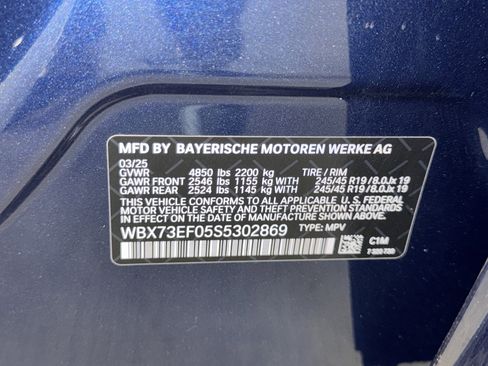 MFD BY BAYERISCHE MOTOREN WERKE AG
03/25
GVWR 4850 lbs 2200 kg TIRE / RIM
GAWR FRONT 2546 lbs 1155 kg WITH 245/45 R19 / 8.0Jx 19
GAWR REAR 2524 lbs 1145 kg WITH 245/45 R19 / 8.0Jx 19
THIS VEHICLE CONFORMS TO ALL APPLICABLE U. S. FEDERAL
MOTOR VEHICLE SAFETY AND THEFT PREVENTION STANDARDS
IN EFFECT ON THE DATE OF MANUFACTURE SHOWN ABOVE.
WBX73EF05S5302869 TYPE: MPV
C1M